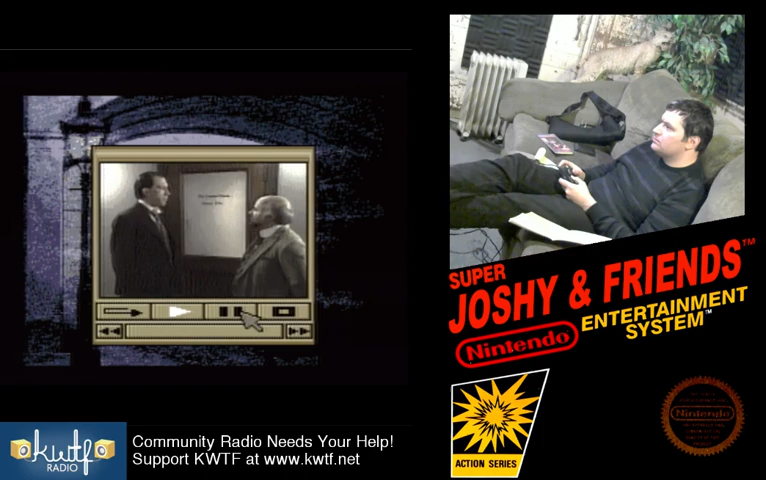 SUPER
JOSHY & FRIENDS™
Nintendo
ENTERTAINMENT
SYSTEM™
ACTION SERIES
Nintendo
kwtf
RADIO
Community Radio Needs Your Help!
Support KWTF at www.kwtf.net